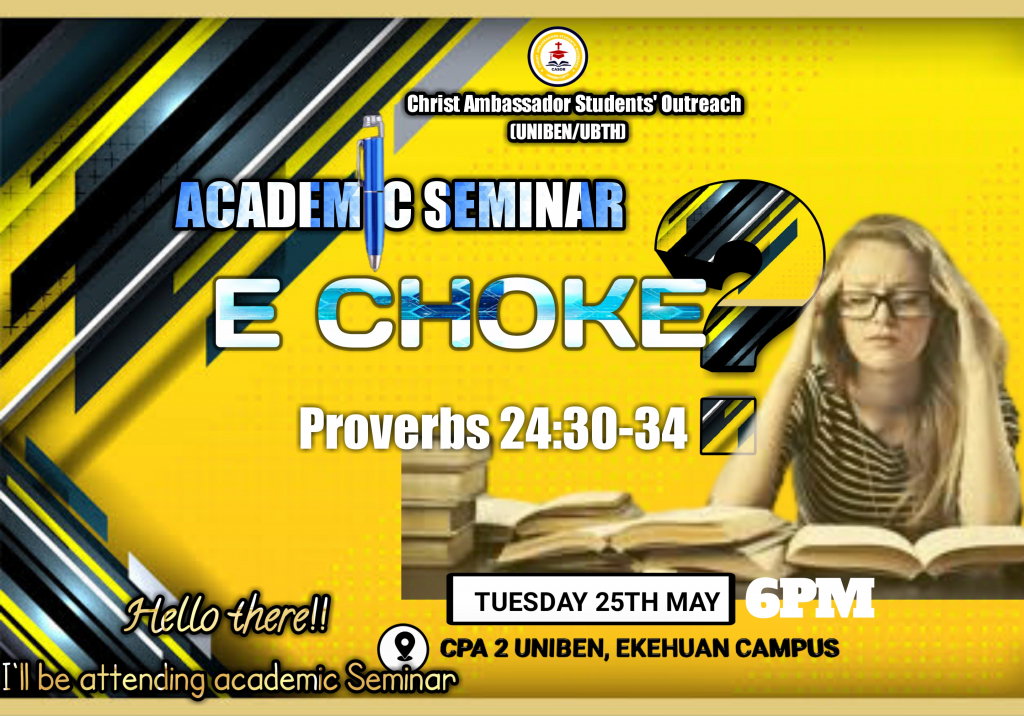 CASOR
Christ Ambassador Students' Outreach
(UNIBEN/UBTH)
ACADEMIC SEMINAR
E CHOKE?
Proverbs 24:30-34
TUESDAY 25TH MAY 6PM
CPA 2 UNIBEN, EKEHUAN CAMPUS
Hello there!!
I'll be attending academic Seminar